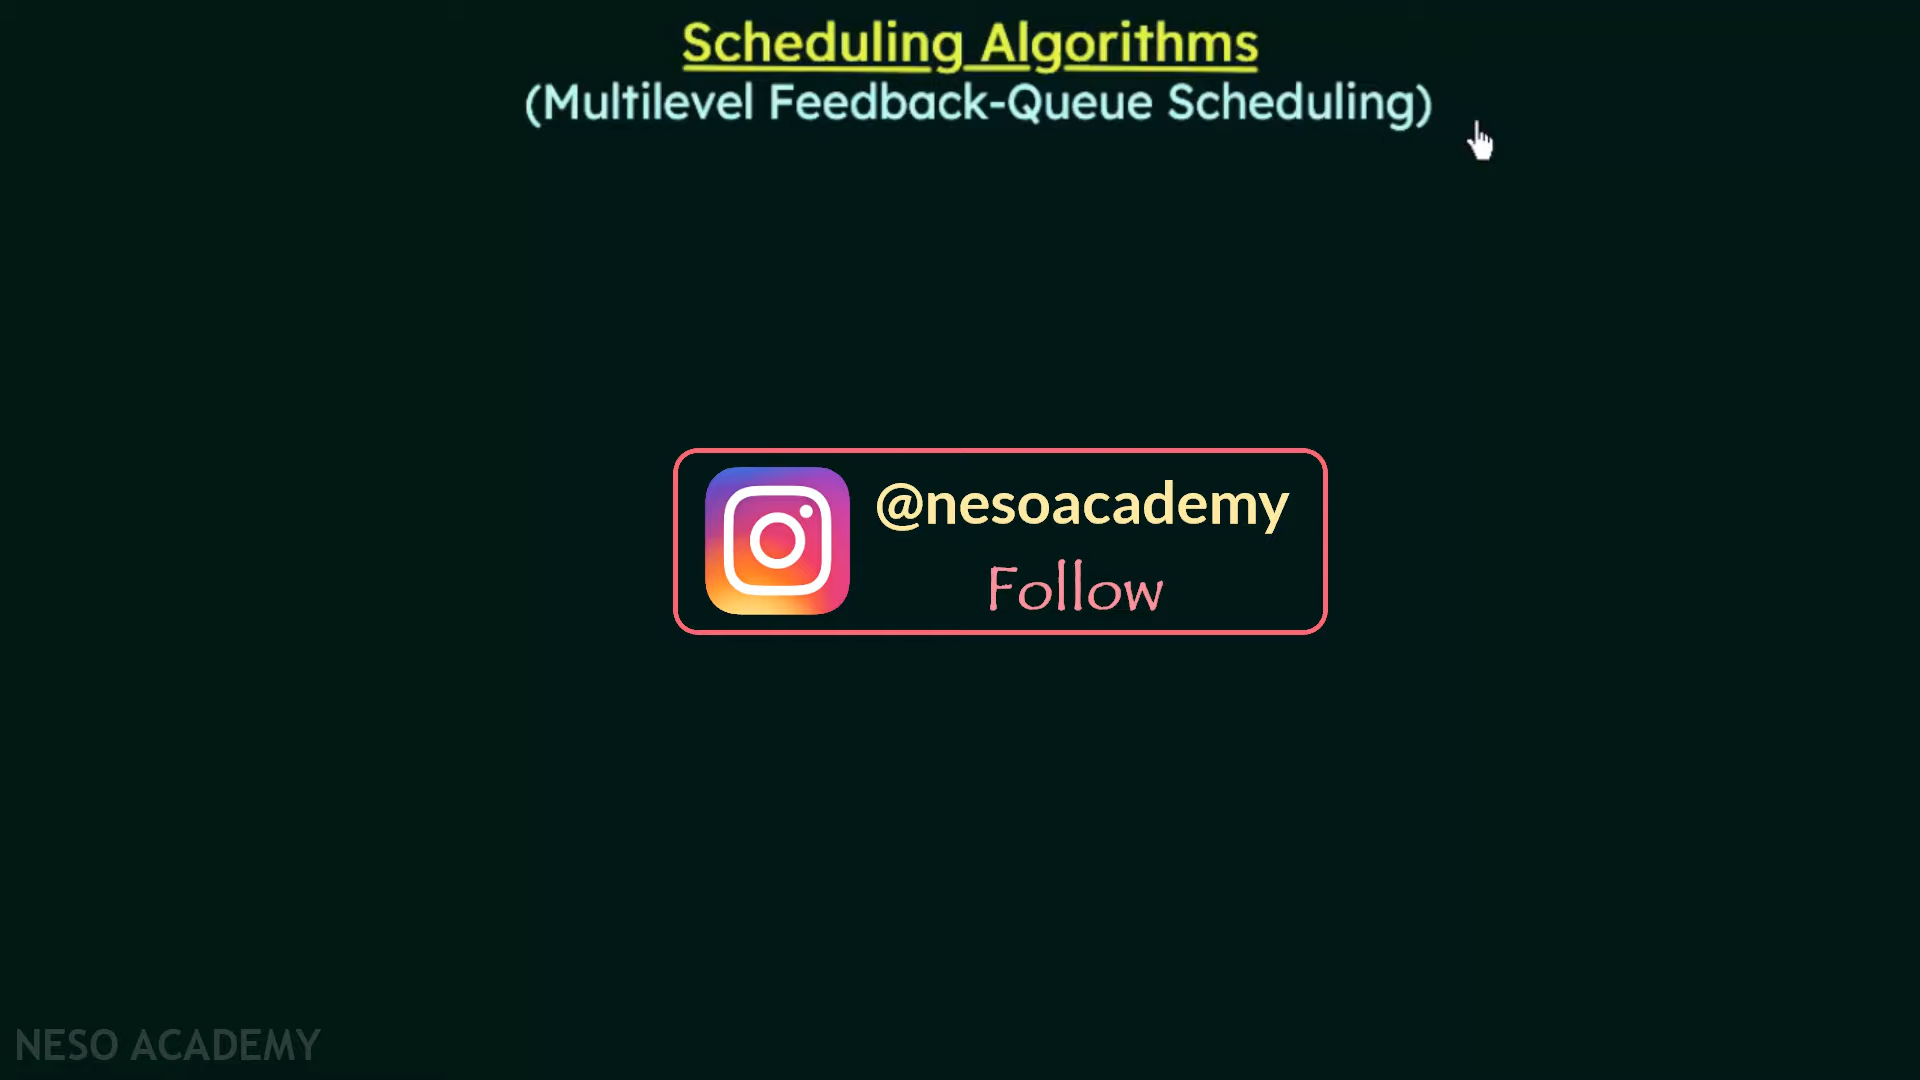 Scheduling Algorithms
(Multilevel Feedback-Queue Scheduling)
@nesoacademy
Follow
NESO ACADEMY